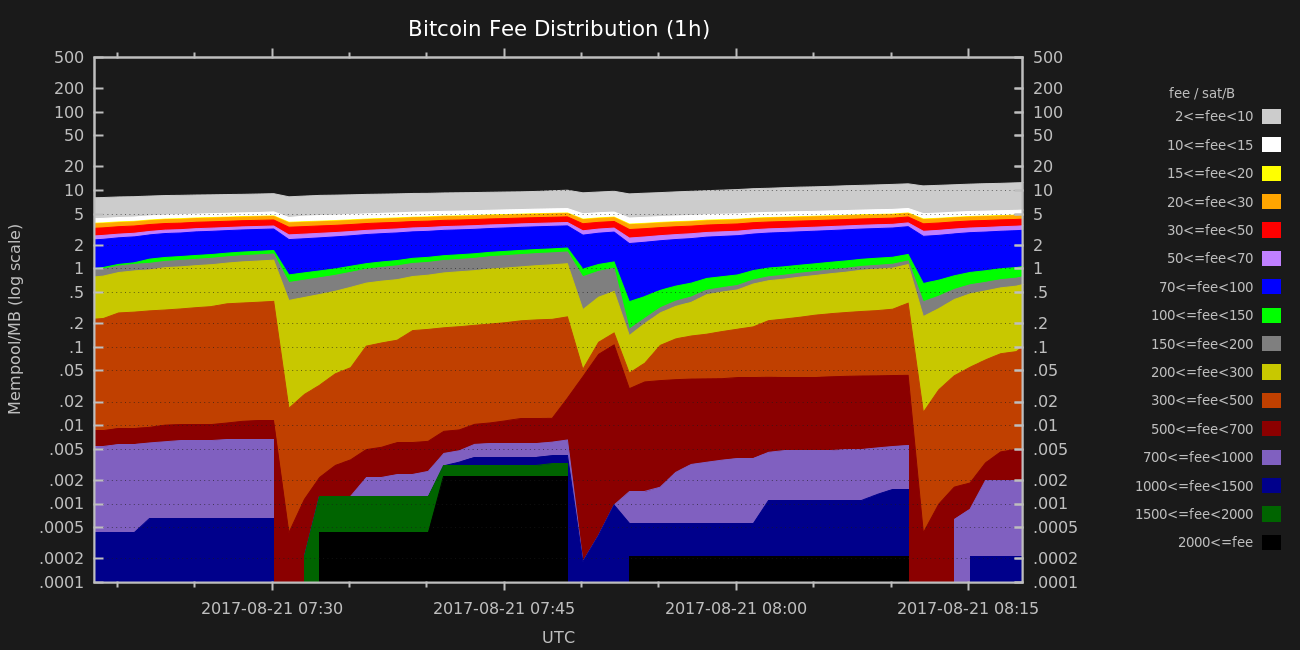 Bitcoin Fee Distribution (1h)
Mempool/MB (log scale)
500
200
100
50
20
10
5
2
1
.5
.2
.1
.05
.02
.01
.005
.002
.001
.0005
.0002
.0001
500
200
100
50
20
10
5
2
1
.5
.2
.1
.05
.02
.01
.005
.002
.001
.0005
.0002
.0001
2017-08-21 07:30 2017-08-21 07:45 2017-08-21 08:00 2017-08-21 08:15
UTC
fee / sat/B
2<=fee<10
10<=fee<15
15<=fee<20
20<=fee<30
30<=fee<50
50<=fee<70
70<=fee<100
100<=fee<150
150<=fee<200
200<=fee<300
300<=fee<500
500<=fee<700
700<=fee<1000
1000<=fee<1500
1500<=fee<2000
2000<=fee